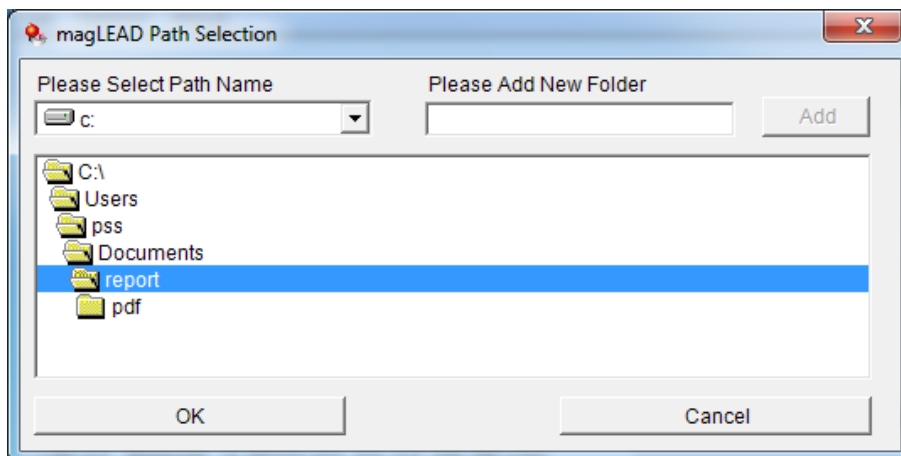 magLEAD Path Selection
Please Select Path Name
Please Add New Folder
c:
Add
C:\
Users
pss
Documents
report
pdf
OK
Cancel